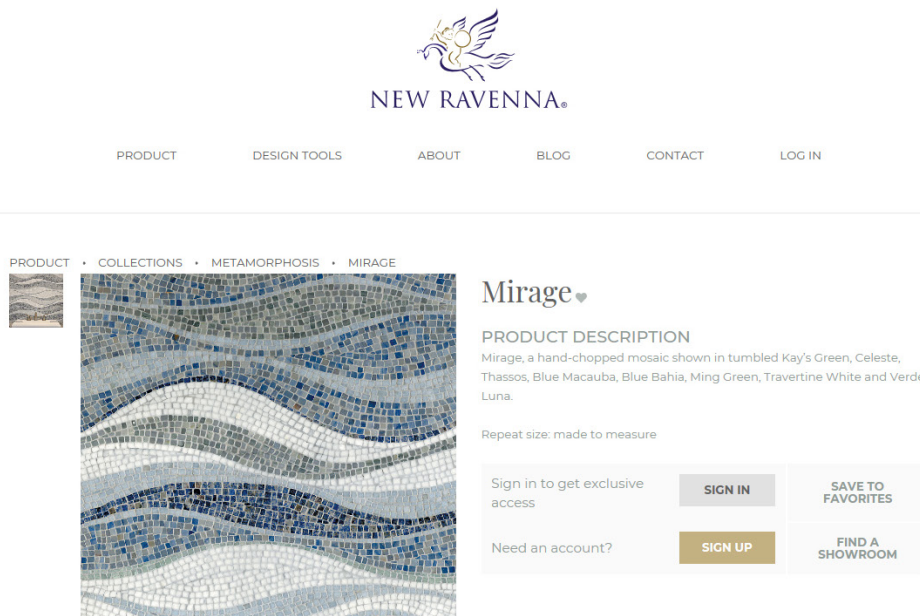 NEW RAVENNA®
PRODUCT DESIGN TOOLS ABOUT BLOG CONTACT LOG IN
PRODUCT • COLLECTIONS • METAMORPHOSIS • MIRAGE
Mirage
PRODUCT DESCRIPTION
Mirage, a hand-chopped mosaic shown in tumbled Kay's Green, Celeste,
Thassos, Blue Macauba, Blue Bahia, Ming Green, Travertine White and Verde
Luna.
Repeat size: made to measure
Sign in to get exclusive
access
SIGN IN
SAVE TO
FAVORITES
Need an account?
SIGN UP
FIND A
SHOWROOM